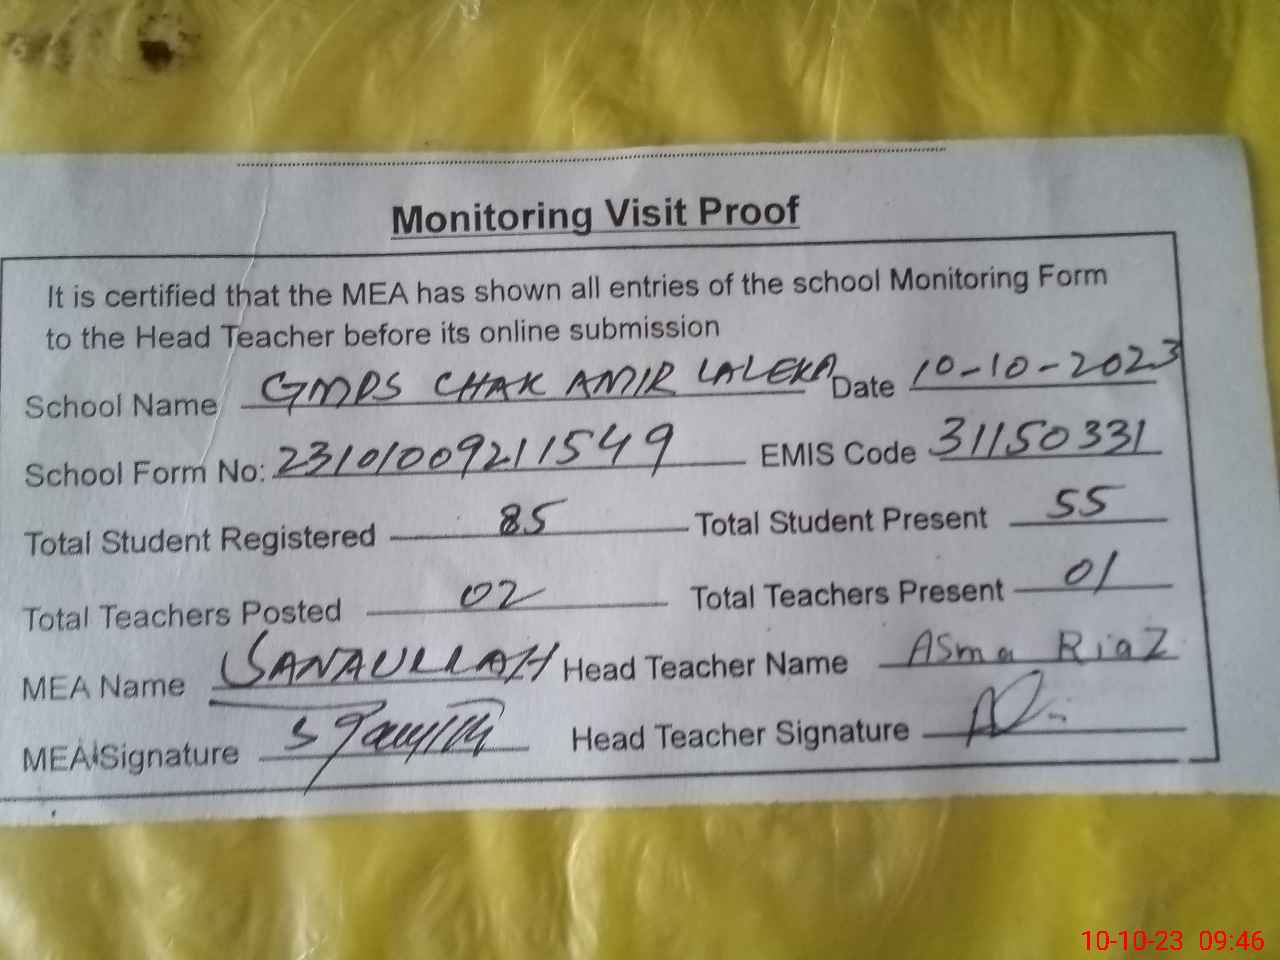 Monitoring Visit Proof
It is certified that the MEA has shown all entries of the school Monitoring Form
to the Head Teacher before its online submission
School Name GMPS CHAK AMIR LALEKA Date 10-10-2023
School Form No: 2310100921 1549 EMIS Code 31150331
Total Student Registered 85 Total Student Present 55
Total Teachers Posted 02 Total Teachers Present 01
MEA Name SANAULLAH Head Teacher Name Asma Riaz
MEA Signature Head Teacher Signature
10-10-23 09:46